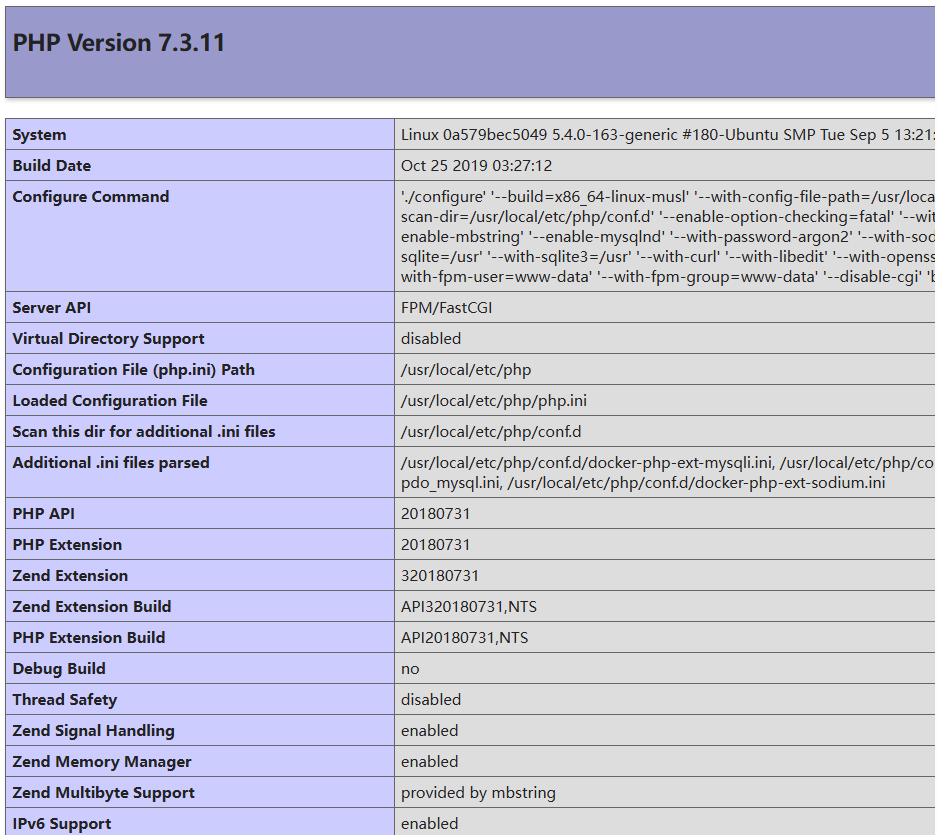 PHP Version 7.3.11
System Linux 0a579bec5049 5.4.0-163-generic #180-Ubuntu SMP Tue Sep 5 13:21:
Build Date Oct 25 2019 03:27:12
Configure Command './configure' '--build=x86_64-linux-musl' '--with-config-file-path=/usr/loca
scan-dir=/usr/local/etc/php/conf.d' '--enable-option-checking=fatal' '--wit
enable-mbstring' '--enable-mysqlnd' '--with-password-argon2' '--with-sod
sqlite=/usr' '--with-sqlite3=/usr' '--with-curl' '--with-libedit' '--with-openss
with-fpm-user=www-data' '--with-fpm-group=www-data' '--disable-cgi' 'b
Server API FPM/FastCGI
Virtual Directory Support disabled
Configuration File (php.ini) Path /usr/local/etc/php
Loaded Configuration File /usr/local/etc/php/php.ini
Scan this dir for additional .ini files /usr/local/etc/php/conf.d
Additional .ini files parsed /usr/local/etc/php/conf.d/docker-php-ext-mysqli.ini, /usr/local/etc/php/co
pdo_mysql.ini, /usr/local/etc/php/conf.d/docker-php-ext-sodium.ini
PHP API 20180731
PHP Extension 20180731
Zend Extension 320180731
Zend Extension Build API320180731,NTS
PHP Extension Build API20180731,NTS
Debug Build no
Thread Safety disabled
Zend Signal Handling enabled
Zend Memory Manager enabled
Zend Multibyte Support provided by mbstring
IPv6 Support enabled